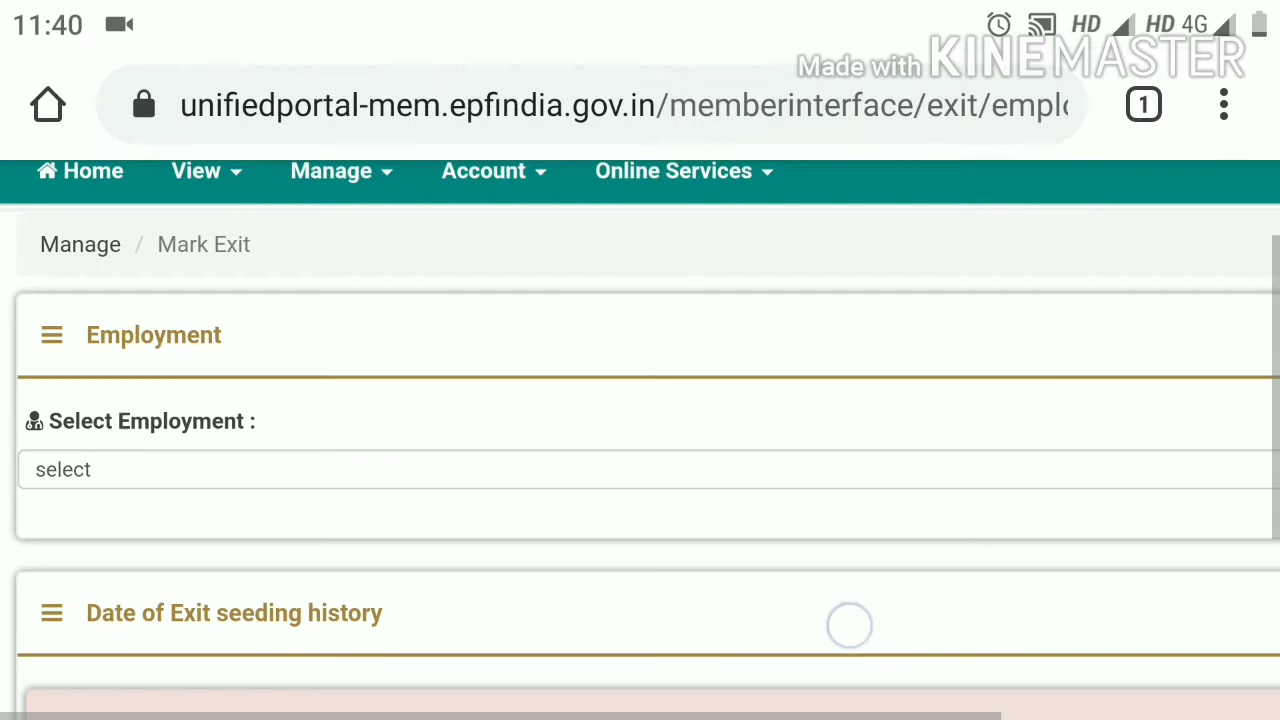 11:40 HD HD 4G
Made with KINEMASTER
unifiedportal-mem.epfindia.gov.in/memberinterface/exit/empl 1
Home View Manage Account Online Services
Manage / Mark Exit
Employment
Select Employment :
select
Date of Exit seeding history